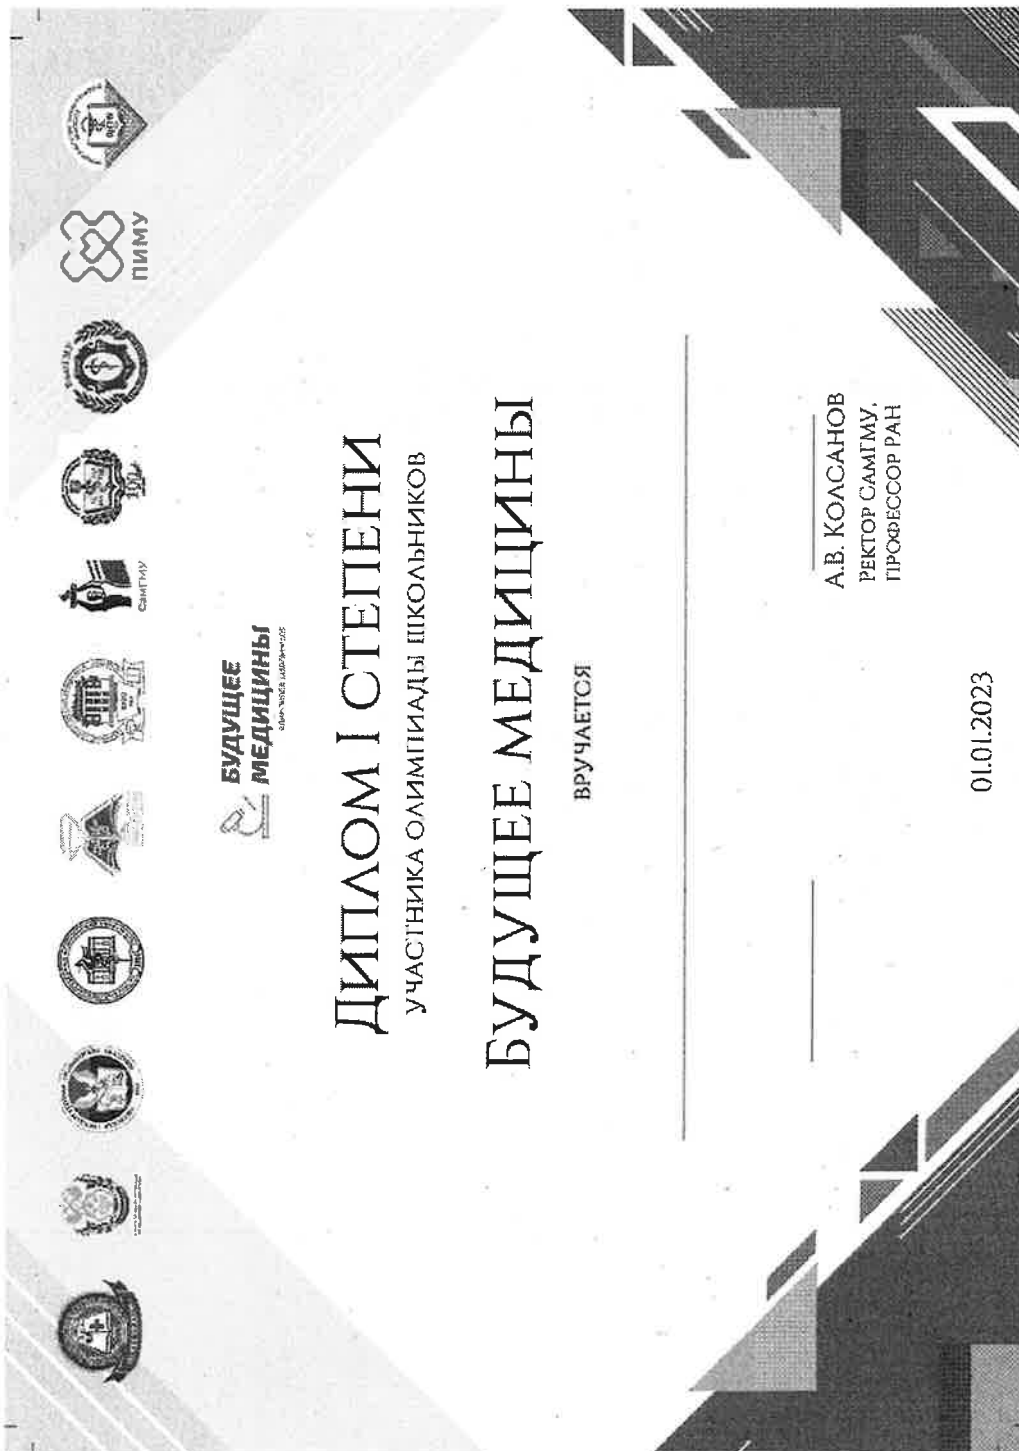 ПИМУ
СамГМУ
БУДУЩЕЕ
МЕДИЦИНЫ
ДИПЛОМ I СТЕПЕНИ
УЧАСТНИКА ОЛИМПИАДЫ ШКОЛЬНИКОВ
БУДУЩЕЕ МЕДИЦИНЫ
ВРУЧАЕТСЯ
А.В. КОЛСАНОВ
РЕКТОР САМГМУ,
ПРОФЕССОР РАН
01.01.2023